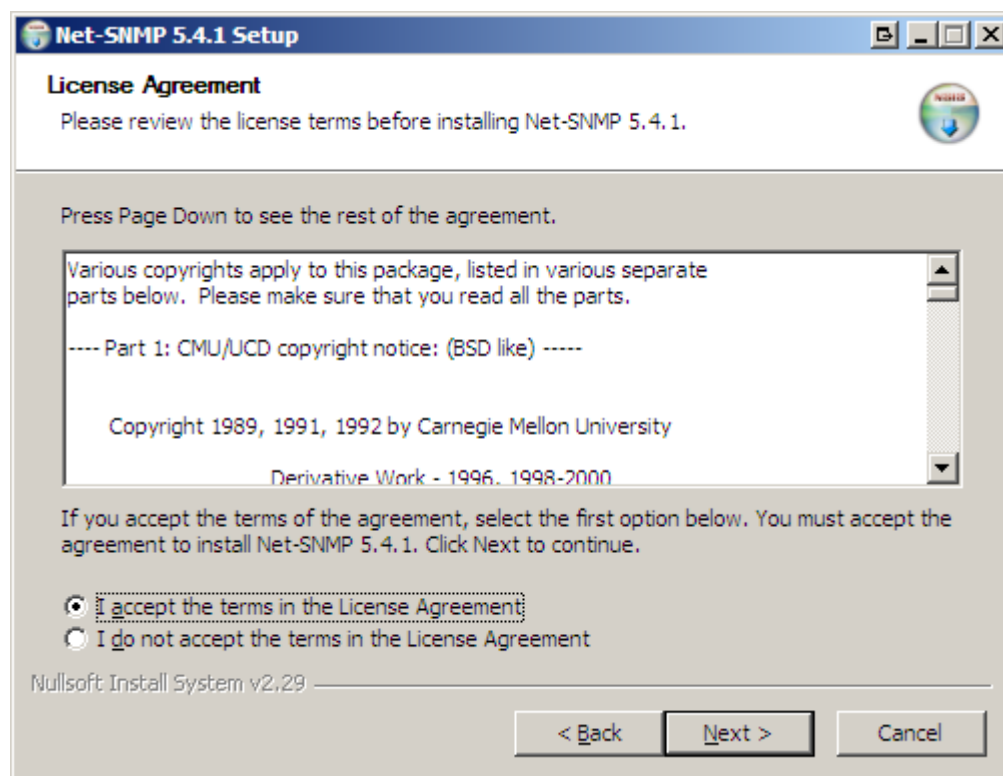 Net-SNMP 5.4.1 Setup
License Agreement
Please review the license terms before installing Net-SNMP 5.4.1.
Press Page Down to see the rest of the agreement.
Various copyrights apply to this package, listed in various separate
parts below.  Please make sure that you read all the parts.
---- Part 1: CMU/UCD copyright notice: (BSD like) -----
Copyright 1989, 1991, 1992 by Carnegie Mellon University
Derivative Work - 1996, 1998-2000
If you accept the terms of the agreement, select the first option below. You must accept the
agreement to install Net-SNMP 5.4.1. Click Next to continue.
I accept the terms in the License Agreement
I do not accept the terms in the License Agreement
Nullsoft Install System v2.29
< Back
Next >
Cancel